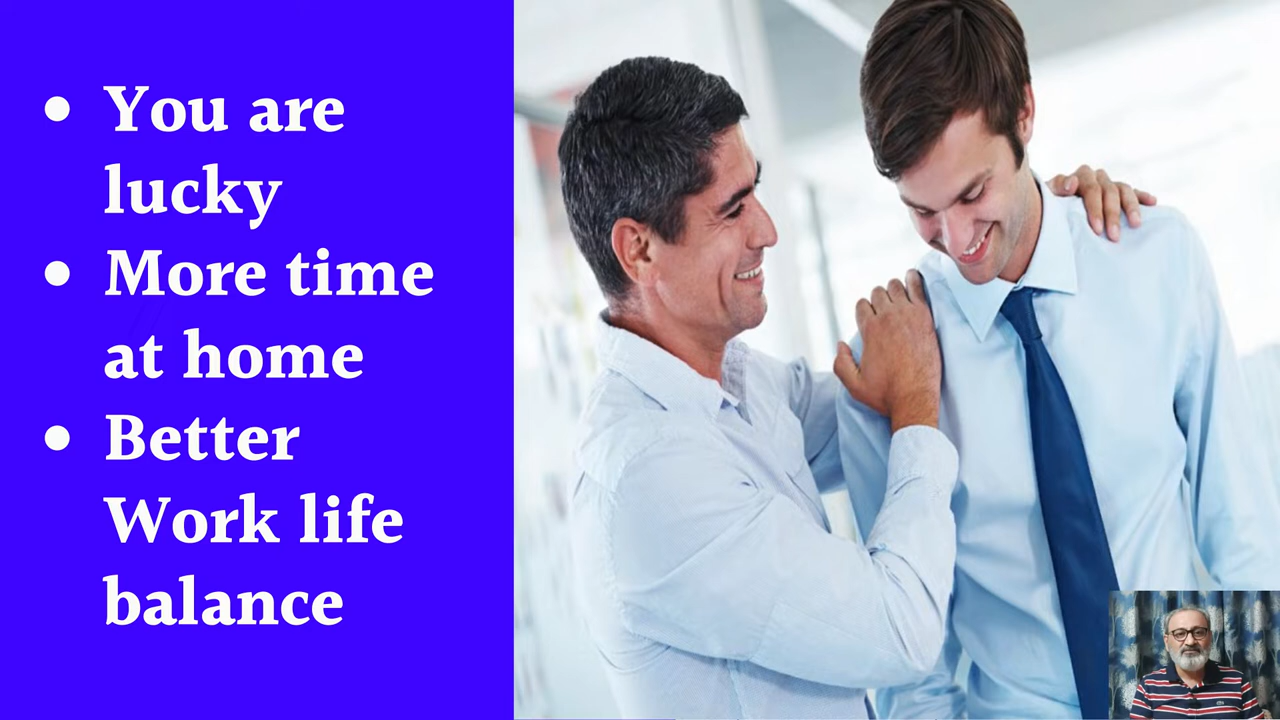 • You are
lucky
• More time
at home
• Better
Work life
balance